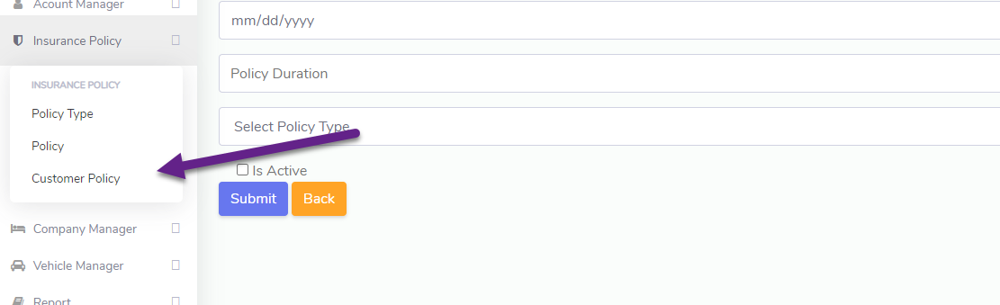 Acount Manager
Insurance Policy
INSURANCE POLICY
Policy Type
Policy
Customer Policy
Company Manager
Vehicle Manager
Report
mm/dd/yyyy
Policy Duration
Select Policy Type
Is Active
Submit Back